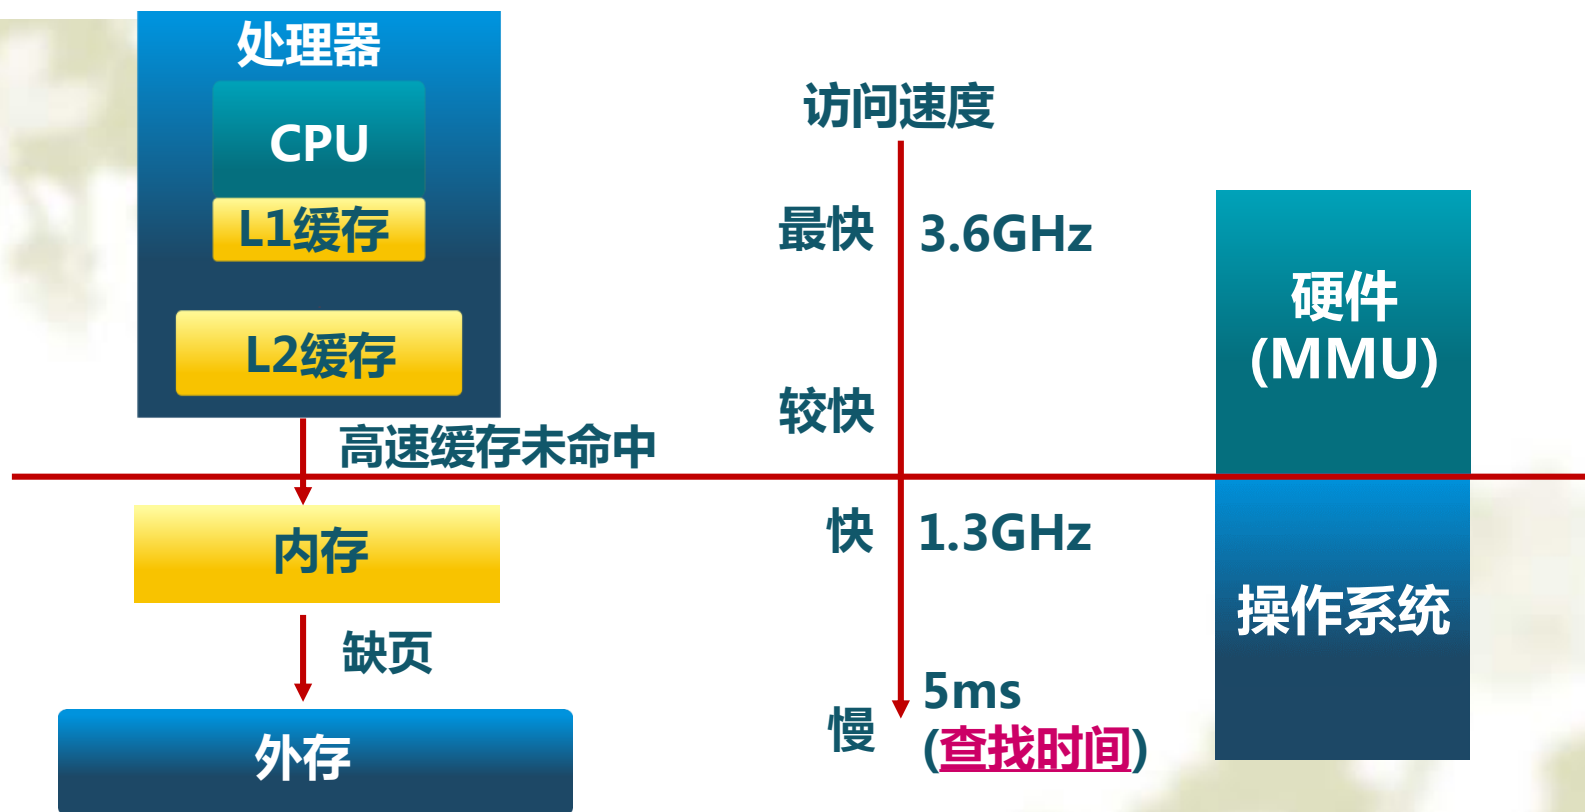 处理器
CPU
L1缓存
L2缓存
高速缓存未命中
内存
缺页
外存
访问速度
最快
3.6GHz
较快
快
1.3GHz
慢
5ms
(查找时间)
硬件
(MMU)
操作系统